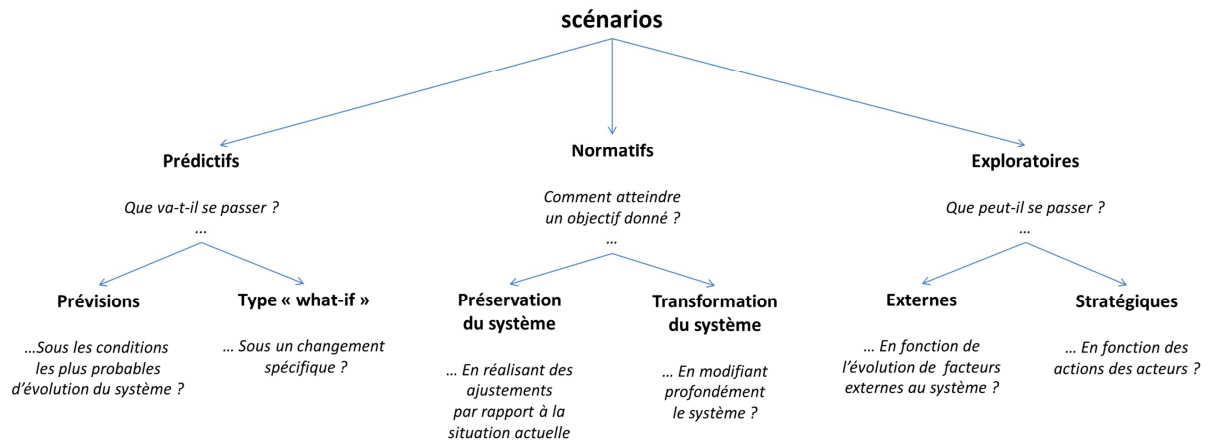 scénarios
Prédictifs
Que va-t-il se passer ?
...
Normatifs
Comment atteindre
un objectif donné ?
...
Exploratoires
Que peut-il se passer ?
...
Prévisions
...Sous les conditions
les plus probables
d'évolution du système ?
Type « what-if »
... Sous un changement
spécifique ?
Préservation
du système
... En réalisant des
ajustements
par rapport à la
situation actuelle
Transformation
du système
... En modifiant
profondément
le système ?
Externes
... En fonction de
l'évolution de facteurs
externes au système ?
Stratégiques
... En fonction des
actions des acteurs ?